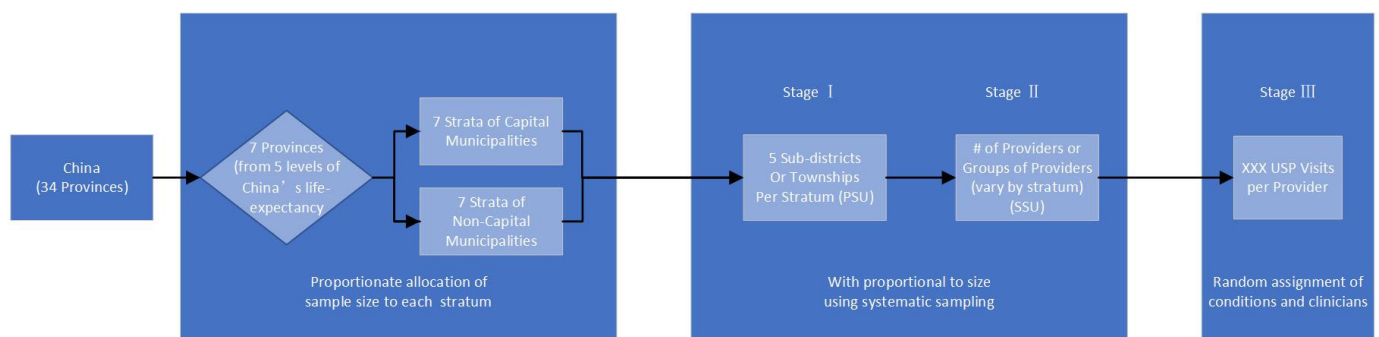 China
(34 Provinces)
7 Provinces
(from 5 levels of
China's life-
expectancy
7 Strata of Capital
Municipalities
7 Strata of
Non-Capital
Municipalities
Proportionate allocation of
sample size to each stratum
Stage Ⅰ
5 Sub-districts
Or Townships
Per Stratum (PSU)
Stage Ⅱ
# of Providers or
Groups of Providers
(vary by stratum)
(SSU)
With proportional to size
using systematic sampling
Stage Ⅲ
XXX USP Visits
per Provider
Random assignment of
conditions and clinicians